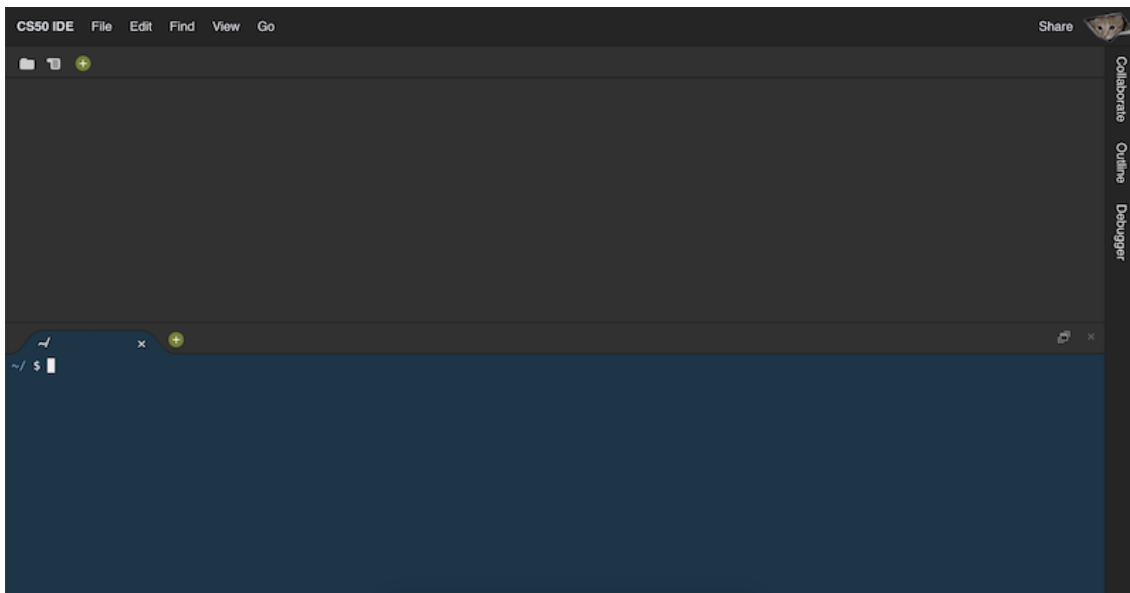 CS50 IDE File Edit Find View Go Share
Collaborate
Outline
Debugger
~/
~/ $